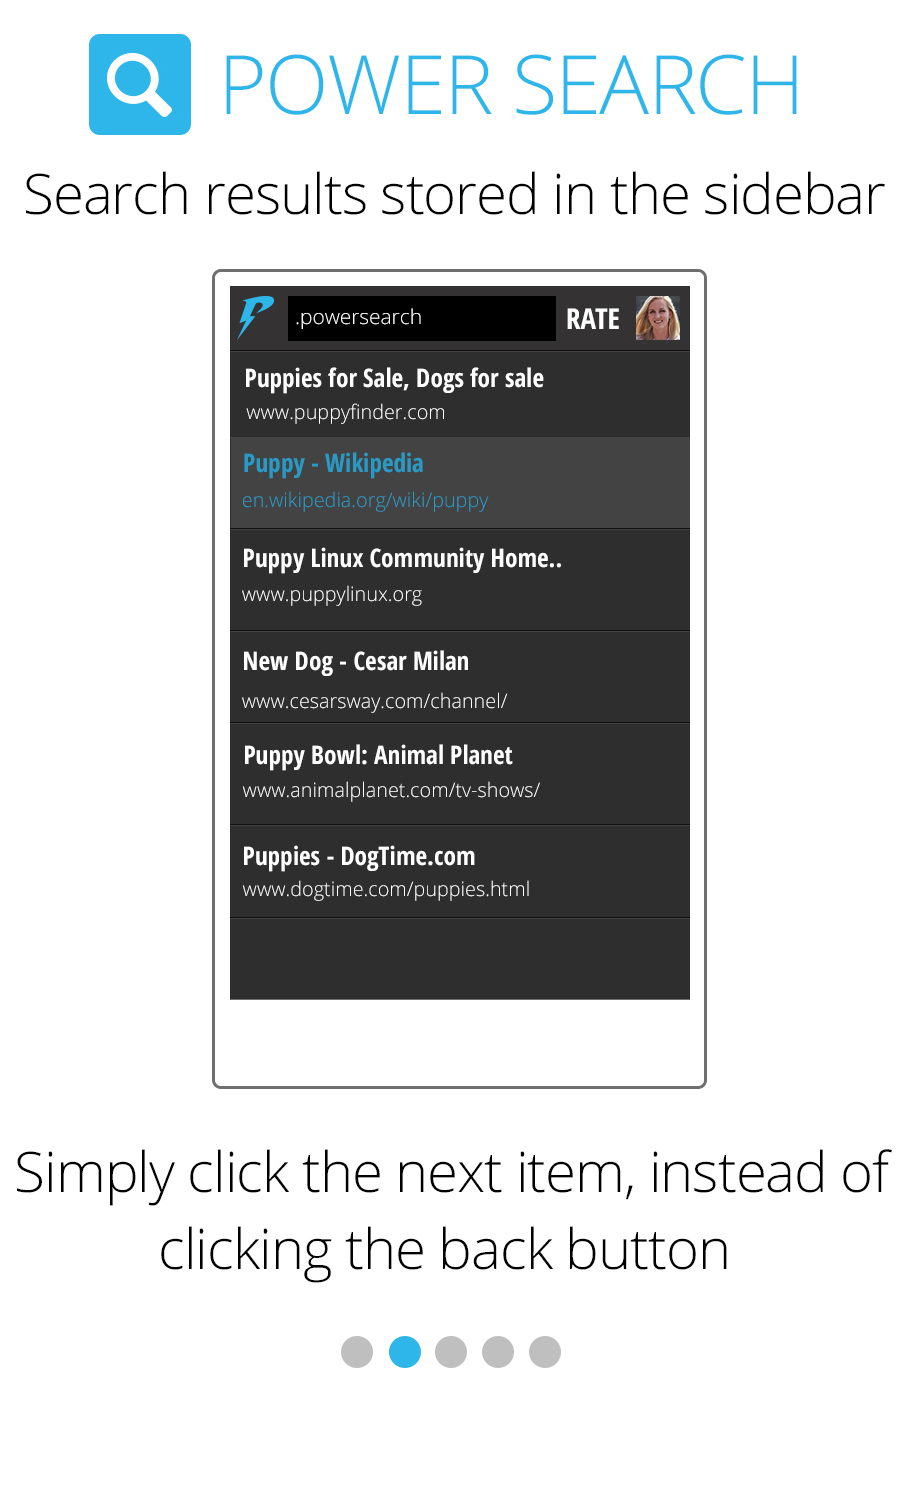 POWER SEARCH
Search results stored in the sidebar
.powersearch
RATE
Puppies for Sale, Dogs for sale
www.puppyfinder.com
Puppy - Wikipedia
en.wikipedia.org/wiki/puppy
Puppy Linux Community Home..
www.puppylinux.org
New Dog - Cesar Milan
www.cesarsway.com/channel/
Puppy Bowl: Animal Planet
www.animalplanet.com/tv-shows/
Puppies - DogTime.com
www.dogtime.com/puppies.html
Simply click the next item, instead of
clicking the back button